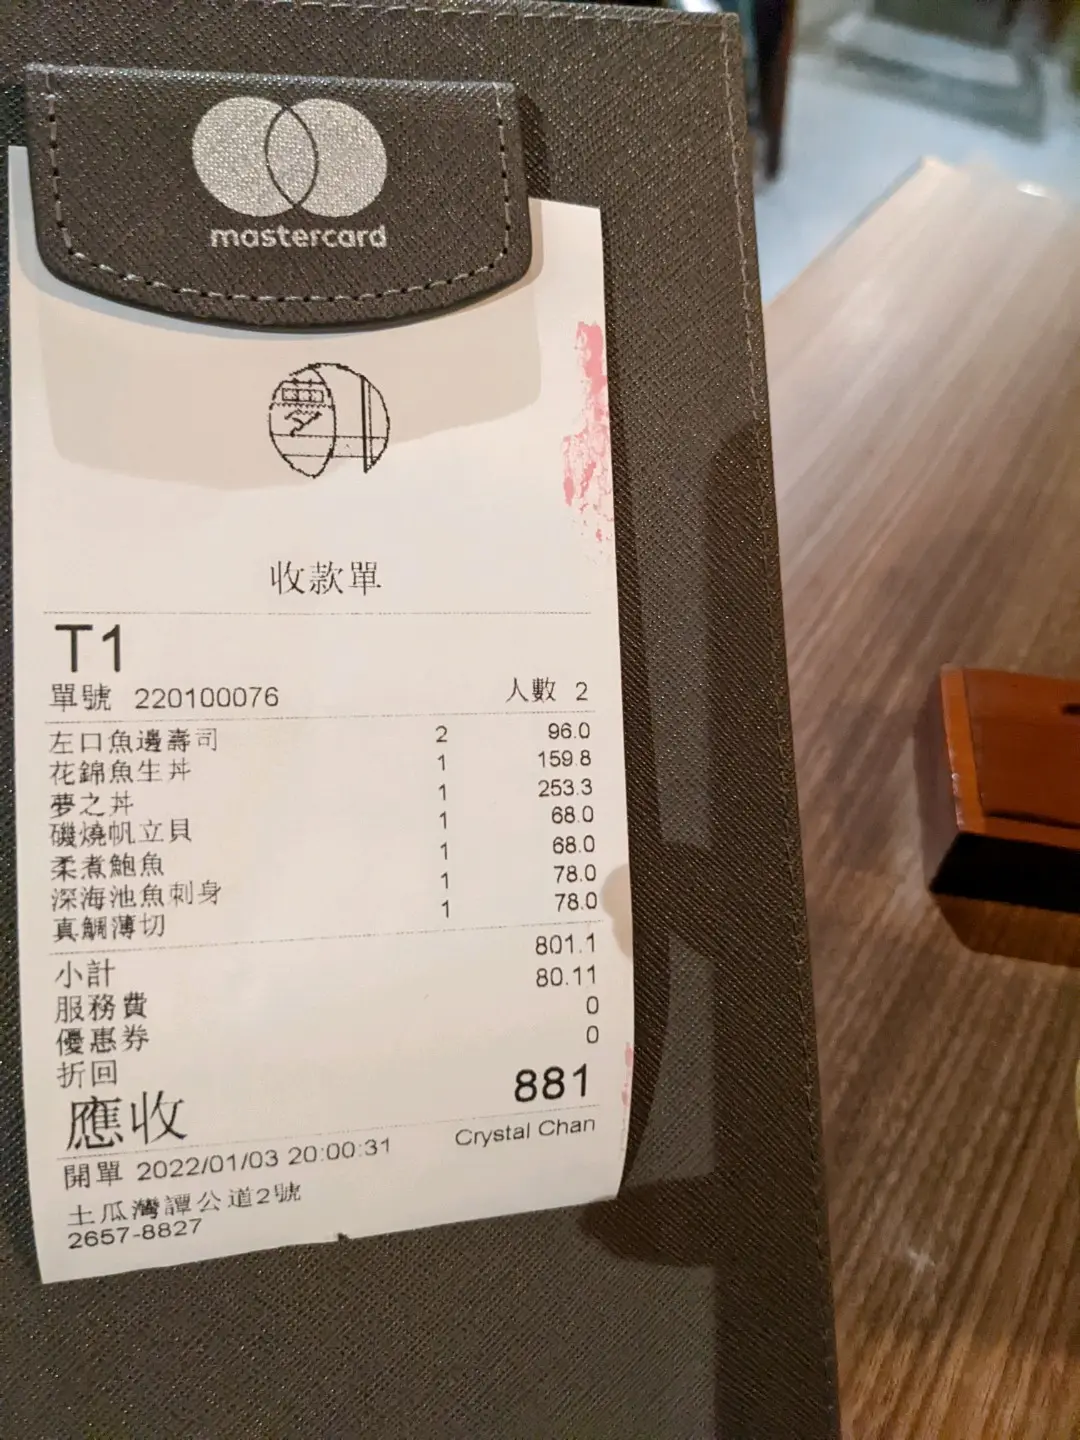 mastercard
夢
收款單
T1
單號 220100076 人數 2
左口魚邊壽司 2 96.0
花錦魚生丼 1 159.8
夢之丼 1 253.3
磯燒帆立貝 1 68.0
柔煮鮑魚 1 68.0
深海池魚刺身 1 78.0
真鯛薄切 1 78.0
小計 801.1
服務費 80.11
優惠券 0
折回 0
應收 881
開單 2022/01/03 20:00:31 Crystal Chan
土瓜灣譚公道2號
2657-8827